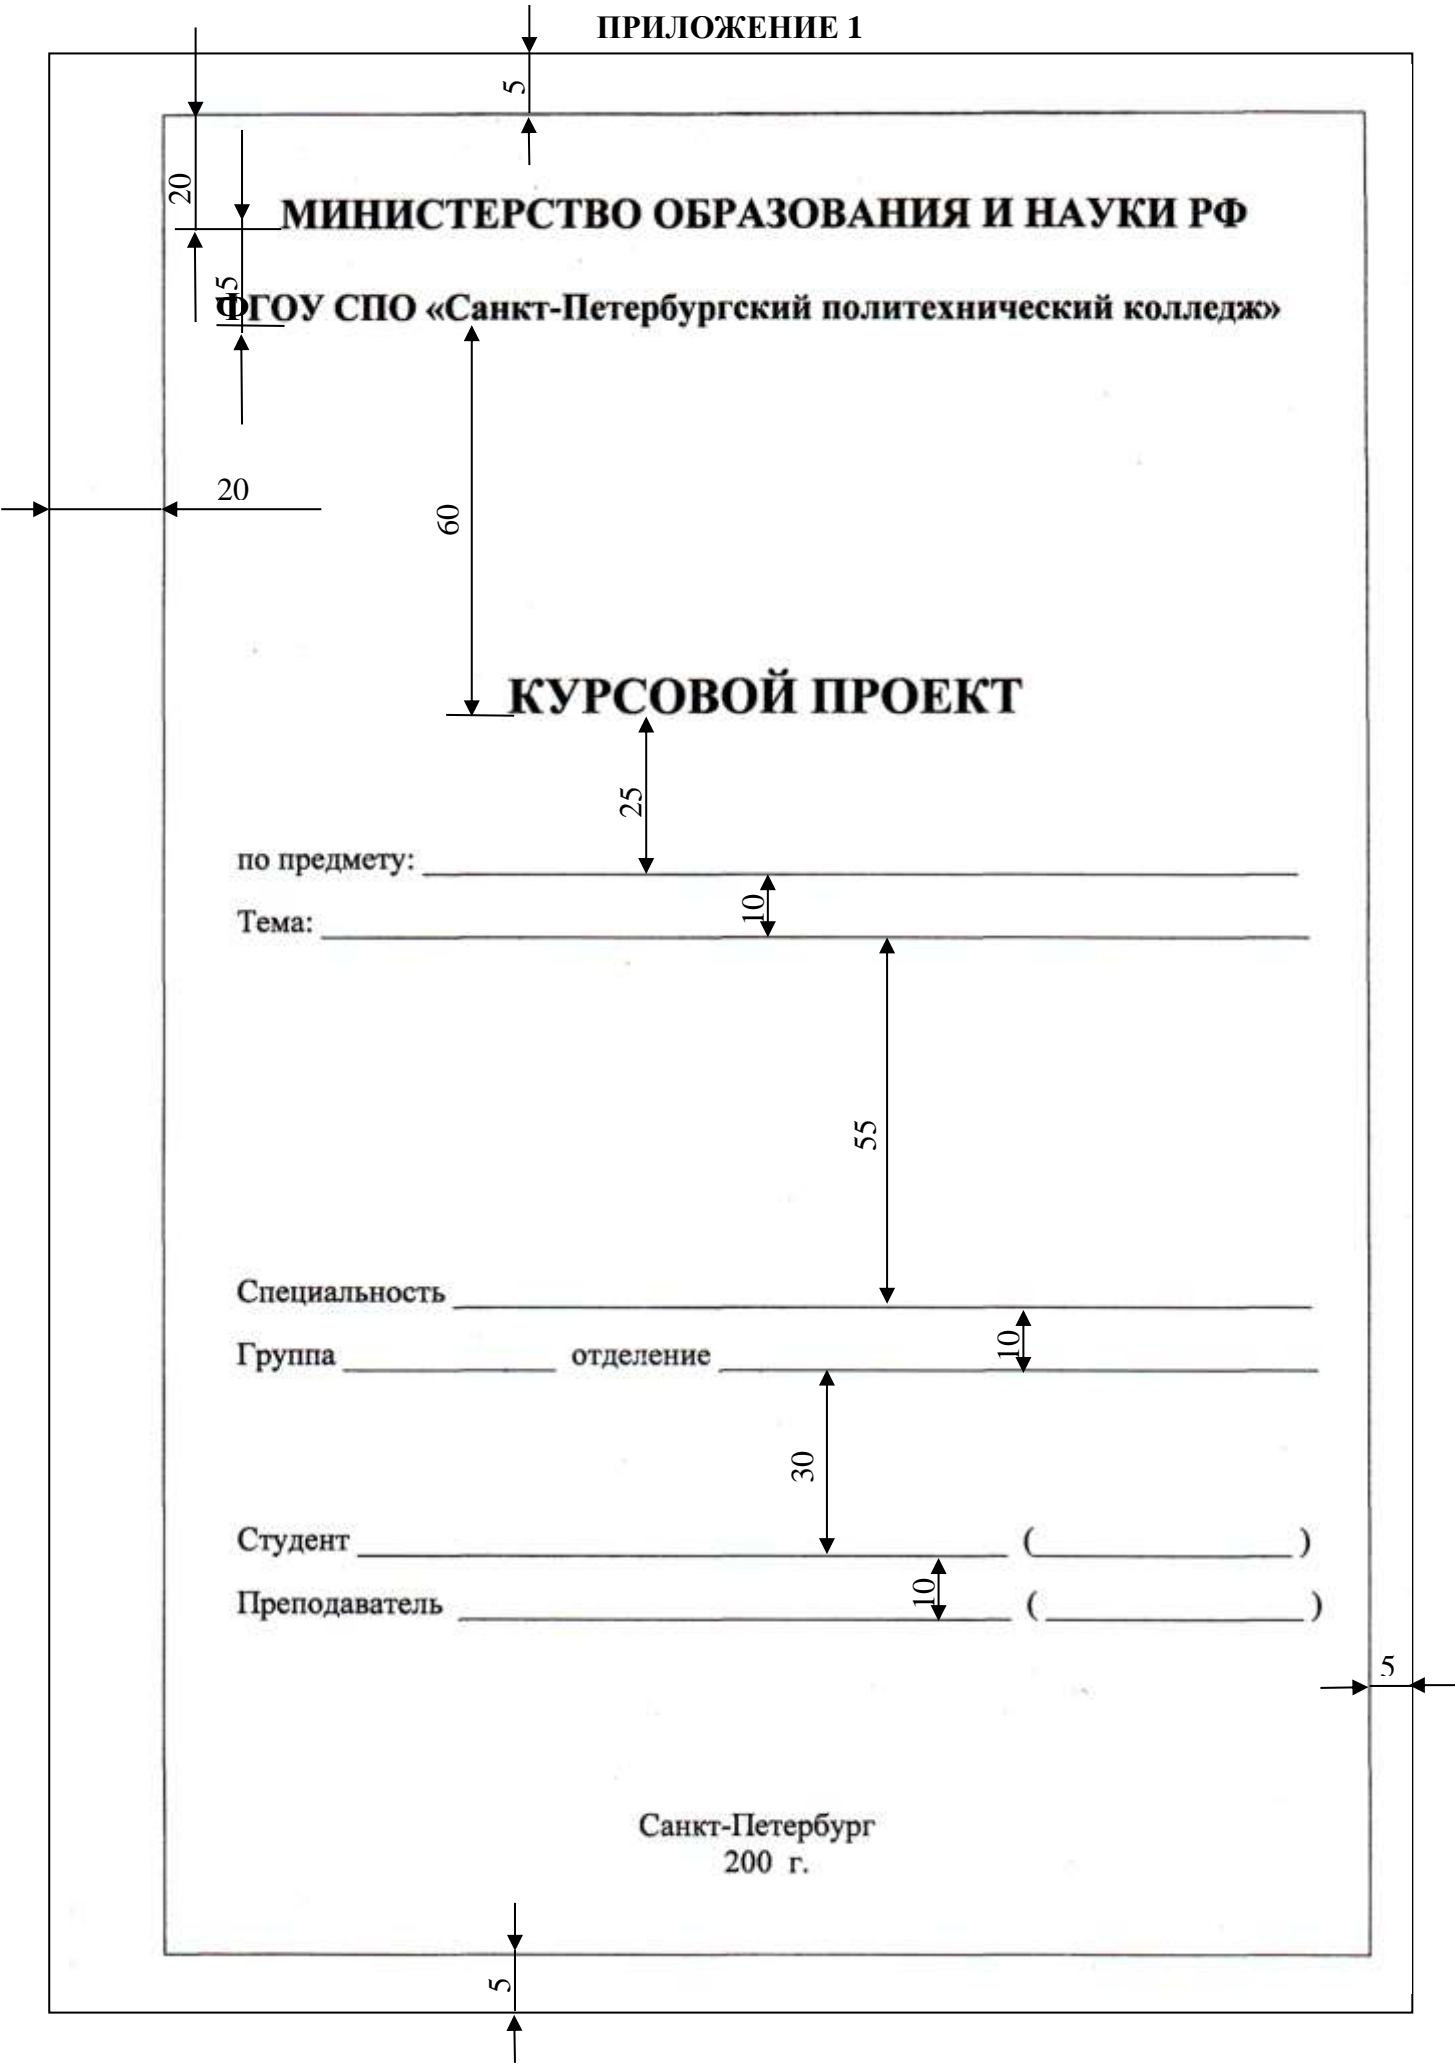 ПРИЛОЖЕНИЕ 1
5
20
МИНИСТЕРСТВО ОБРАЗОВАНИЯ И НАУКИ РФ
ФГОУ СПО «Санкт-Петербургский политехнический колледж»
20
60
КУРСОВОЙ ПРОЕКТ
25
по предмету:
10
Тема:
55
Специальность
10
Группа отделение
30
Студент ( )
10
Преподаватель ( )
5
Санкт-Петербург
200 г.
5